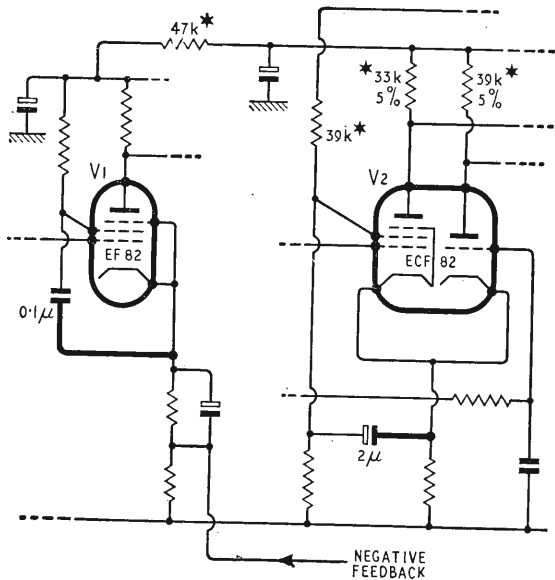 47k*
*33k
5%
39k*
5%
39k*
V1
V2
EF 82
ECF 82
0·1μ
2μ
NEGATIVE
FEEDBACK